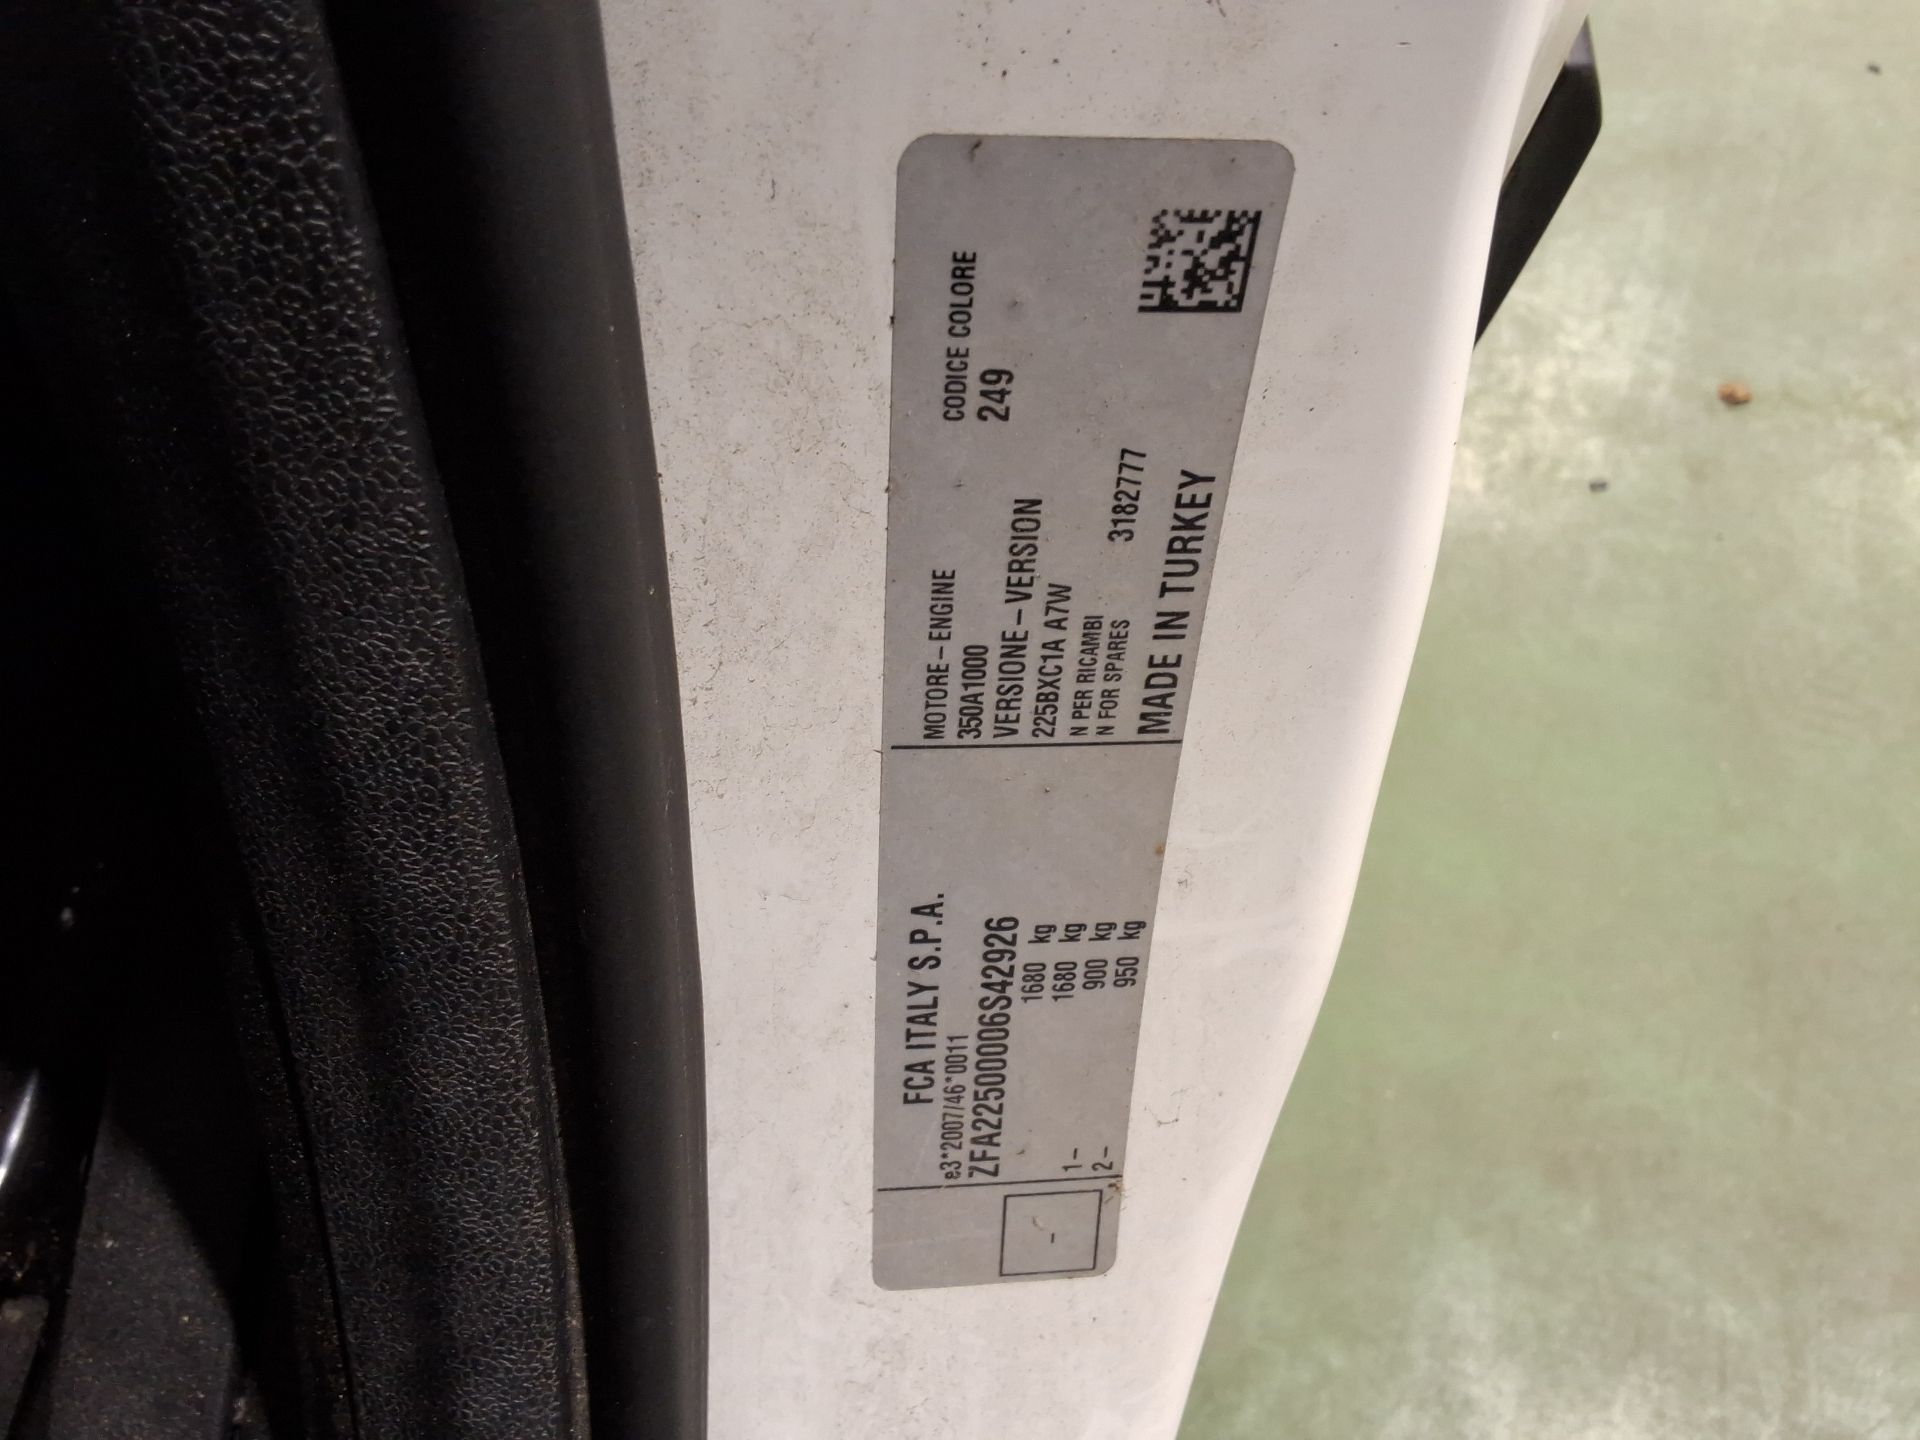 FCA ITALY S.P.A.
e3*2007/46*0011
ZFA2250006S42926
1680 kg
1680 kg
1- 900 kg
2- 950 kg
-
MOTORE-ENGINE
350A1000
VERSIONE-VERSION
225BXC1A A7W
N PER RICAMBI
N FOR SPARES 3182777
MADE IN TURKEY
CODICE COLORE
249